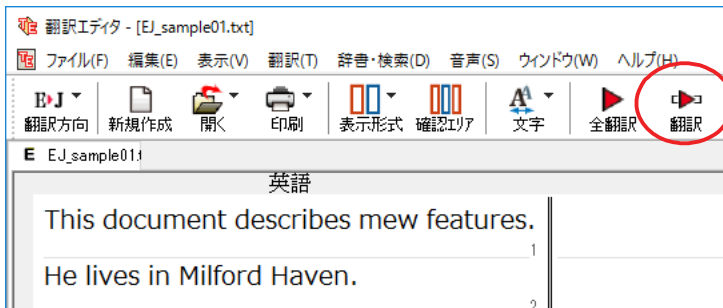 翻訳エディタ - [EJ_sample01.txt]
ファイル(F) 編集(E) 表示(V) 翻訳(T) 辞書・検索(D) 音声(S) ウィンドウ(W) ヘルプ(H)
E›J
翻訳方向 新規作成 開く 印刷 表示形式 確認エリア 文字 全翻訳 翻訳
E EJ_sample01.t
英語
This document describes mew features.
1
He lives in Milford Haven.
2